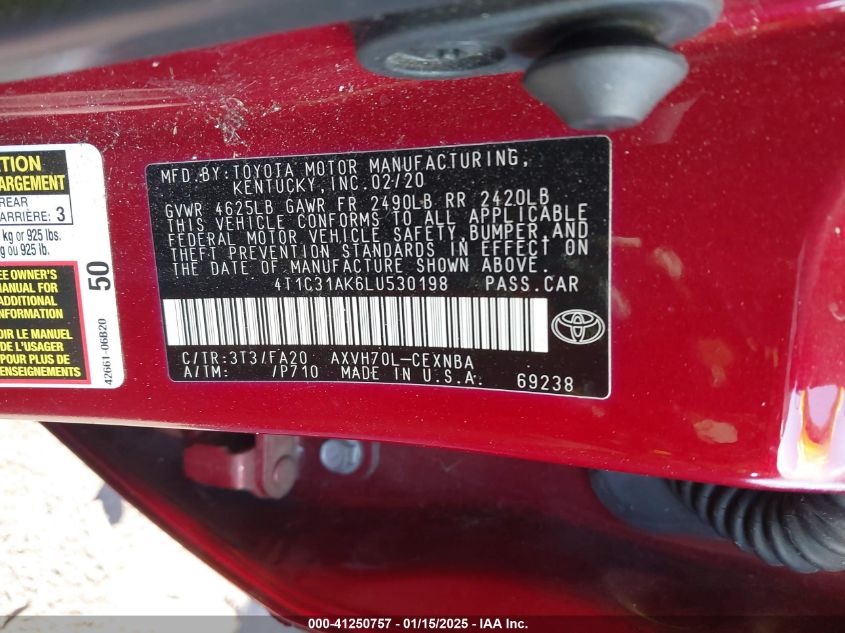 TION
ARGEMENT
REAR
ARRIÈRE: 3
kg or 925 lbs.
g ou 925 lb.
EE OWNER'S
MANUAL FOR
ADDITIONAL
OIR LE MANUEL
DE L'USAGER
POUR PLUS DE
ENSEIGNEMENTS
50
42661-06B20
MFD.BY:TOYOTA MOTOR MANUFACTURING,
KENTUCKY,INC.02/20
GVWR 4625LB GAWR FR 2490LB RR 2420LB
THIS VEHICLE CONFORMS TO ALL APPLICABLE
FEDERAL MOTOR VEHICLE SAFETY,BUMPER,AND
THEFT PREVENTION STANDARDS IN EFFECT ON
THE DATE OF MANUFACTURE SHOWN ABOVE.
4T1C31AK6LU530198 PASS.CAR
C/TR:3T3/FA20 AXVH70L-CEXNBA
A/TM: /P710 MADE IN U.S.A. 69238
000-41250757 - 01/15/2025 - © IAA Inc.